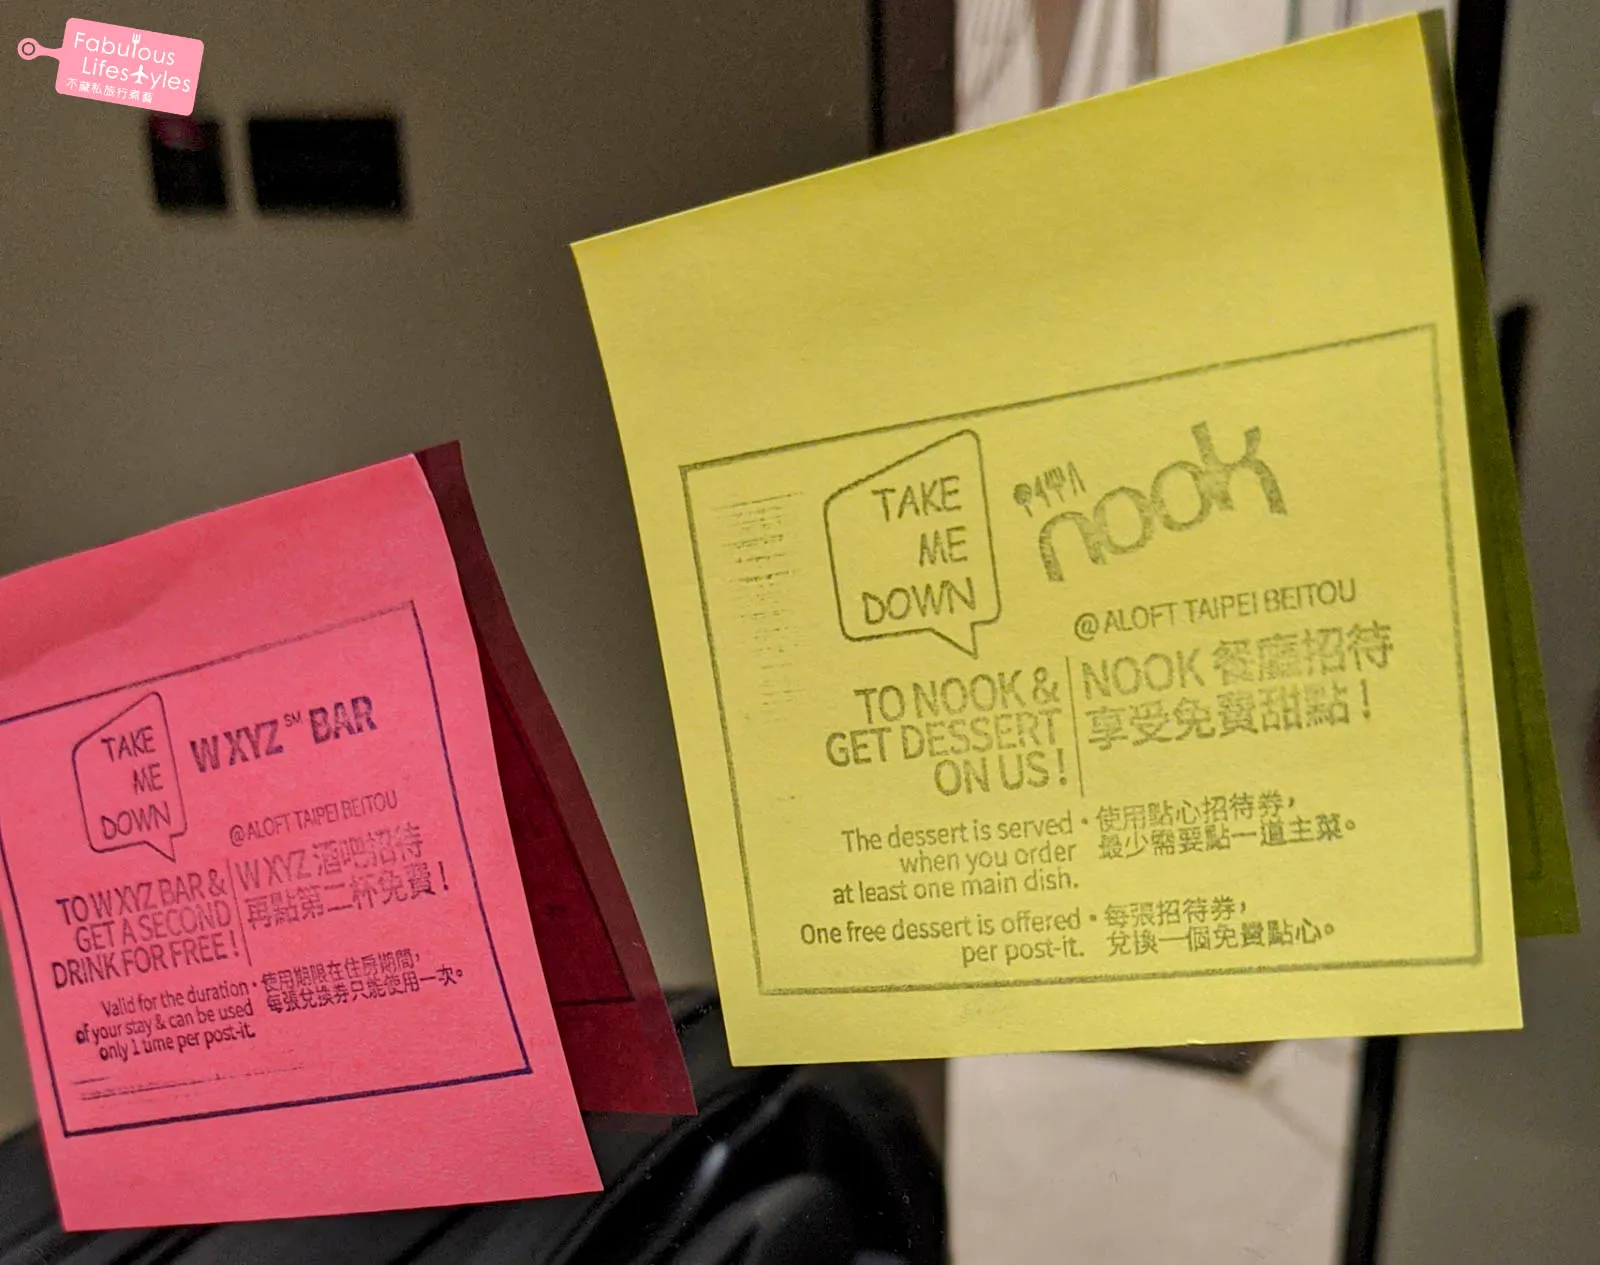 Fabulous
Lifestyles
不藏私旅行煮藝
TAKE
ME
DOWN
W XYZ℠ BAR
@ ALOFT TAIPEI BEITOU
TO W XYZ BAR &
GET A SECOND
DRINK FOR FREE !
W XYZ 酒吧招待
再點第二杯免費！
Valid for the duration
of your stay & can be used
only 1 time per post-it.
・使用期限在住房期間，
每張兌換券只能使用一次。
TAKE
ME
DOWN
nook
@ ALOFT TAIPEI BEITOU
TO NOOK &
GET DESSERT
ON US !
NOOK 餐廳招待
享受免費甜點！
The dessert is served
when you order
at least one main dish.
・使用點心招待券，
最少需要點一道主菜。
One free dessert is offered
per post-it.
・每張招待券，
兌換一個免費點心。